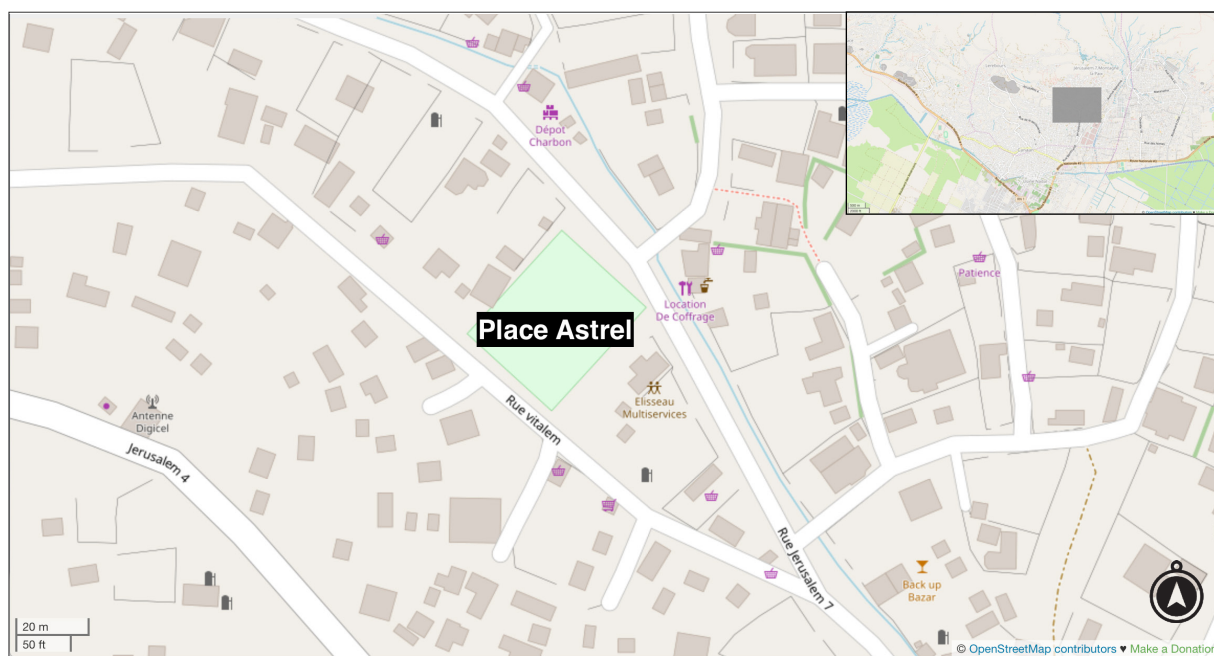 Dépot
Charbon
Patience
Location
De Coffrage
Place Astrel
Elisseau
Multiservices
Rue vitalem
Antenne
Digicel
Jerusalem 4
Rue Jerusalem 7
Back up
Bazar
20 m
50 ft
© OpenStreetMap contributors ♥ Make a Donation